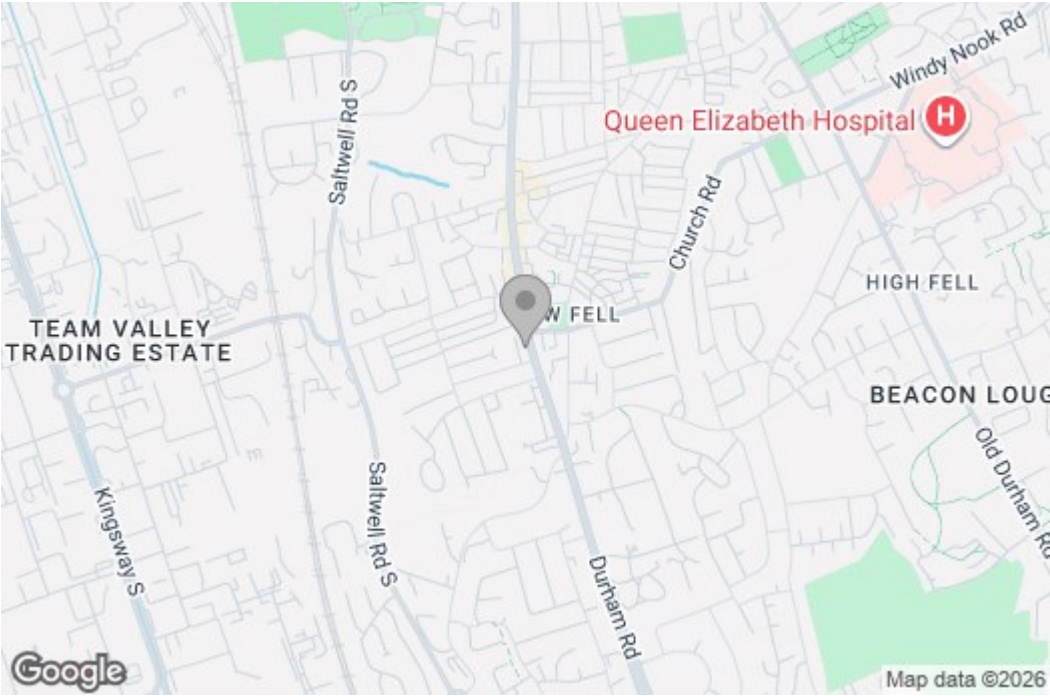 Windy Nook Rd
Saltwell Rd S
Queen Elizabeth Hospital
H
Church Rd
HIGH FELL
W FELL
TEAM VALLEY
TRADING ESTATE
BEACON LOUG
Old Durham Rd
Kingsway S
Saltwell Rd S
Durham Rd
Google
Map data ©2026